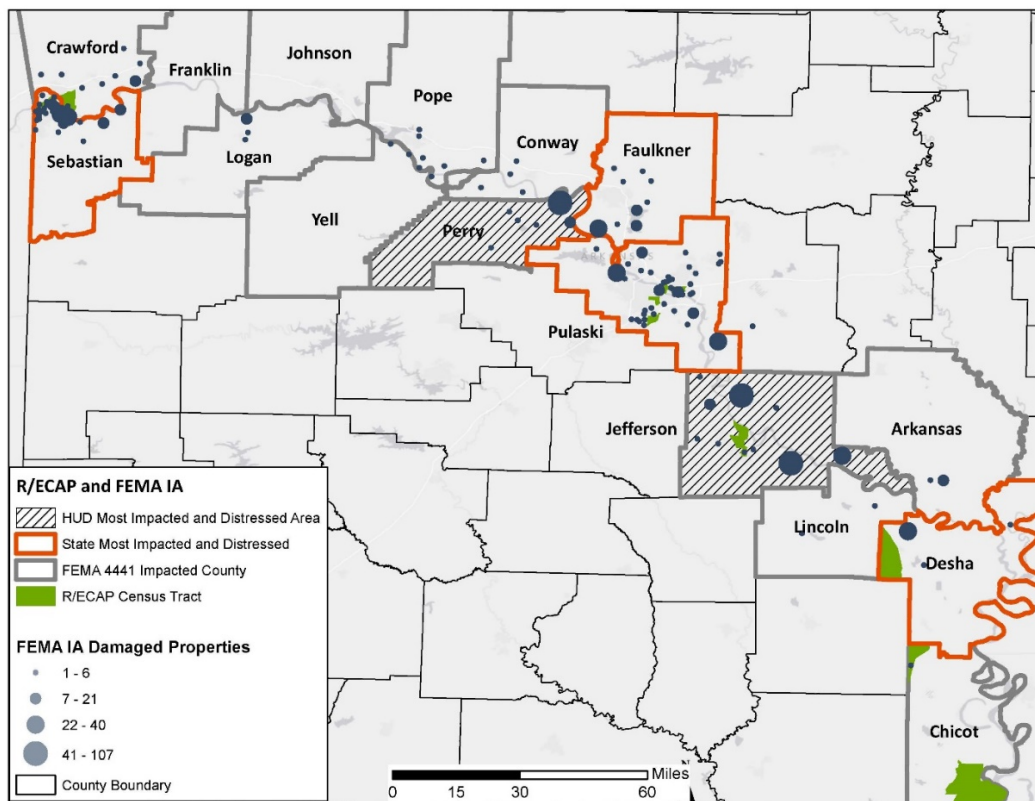 Crawford
Franklin
Johnson
Pope
Conway
Faulkner
Sebastian
Logan
Yell
Perry
Pulaski
Jefferson
Arkansas
Lincoln
Desha
Chicot
R/ECAP and FEMA IA
HUD Most Impacted and Distressed Area
State Most Impacted and Distressed
FEMA 4441 Impacted County
R/ECAP Census Tract
FEMA IA Damaged Properties
1 - 6
7 - 21
22 - 40
41 - 107
County Boundary
Miles
0 15 30 60